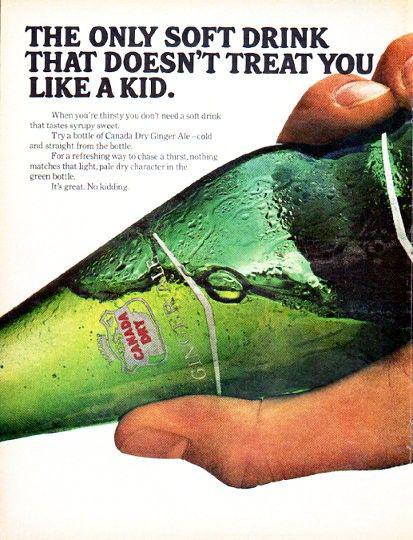 THE ONLY SOFT DRINK
THAT DOESN'T TREAT YOU
LIKE A KID.
When you're thirsty you don't need a soft drink
that tastes syrupy sweet.
Try a bottle of Canada Dry Ginger Ale–cold
and straight from the bottle.
For a refreshing way to chase a thirst, nothing
matches that light, pale dry character in the
green bottle.
It's great. No kidding.
CANADA
DRY
GINGER ALE